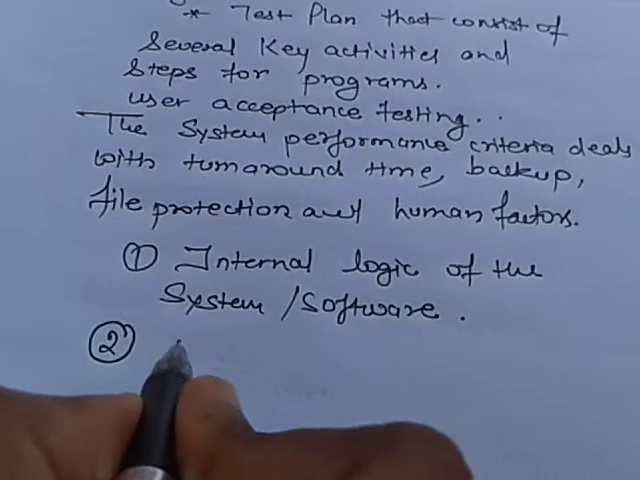 * Test Plan that consist of
Several Key activities and
Steps for programs.
user acceptance testing..
The System performance criteria deals
with turnaround time, backup,
file protection and human factors.
① Internal logic of the
System/Software.
②